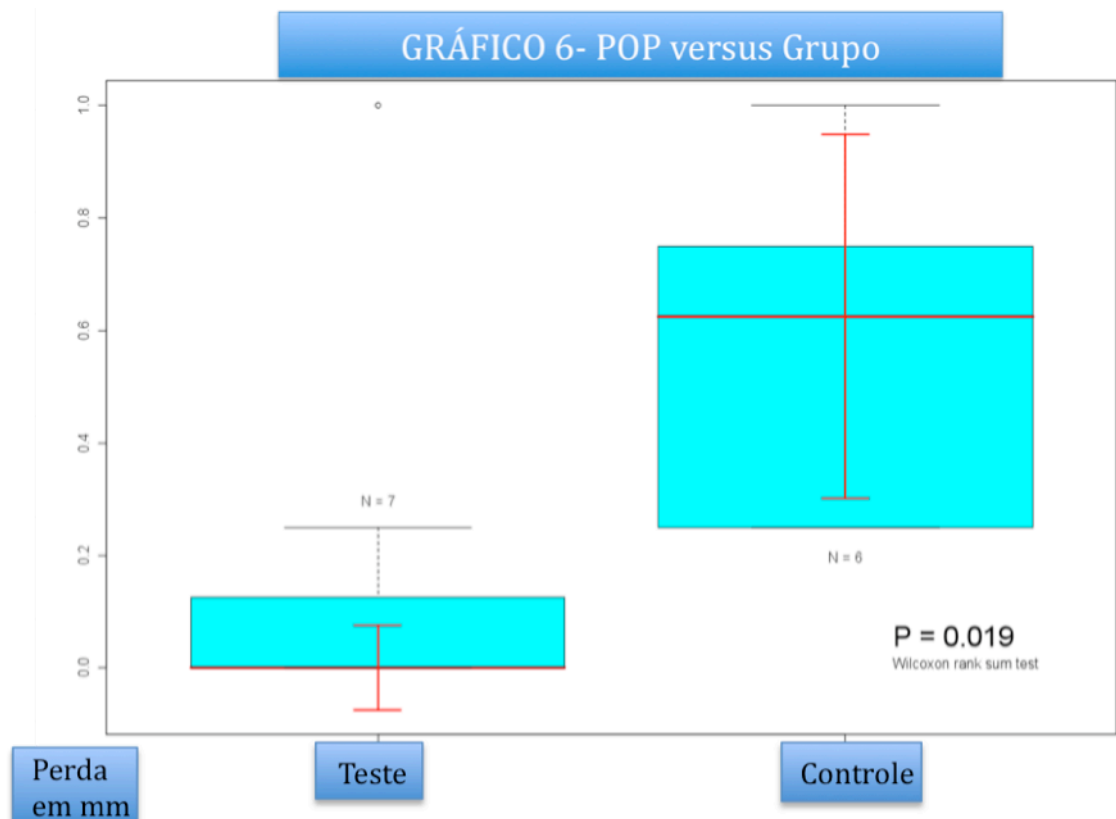 GRÁFICO 6- POP versus Grupo
1.0
0.8
0.6
0.4
0.2
0.0
N = 7
N = 6
P = 0.019
Wilcoxon rank sum test
Perda
em mm
Teste
Controle